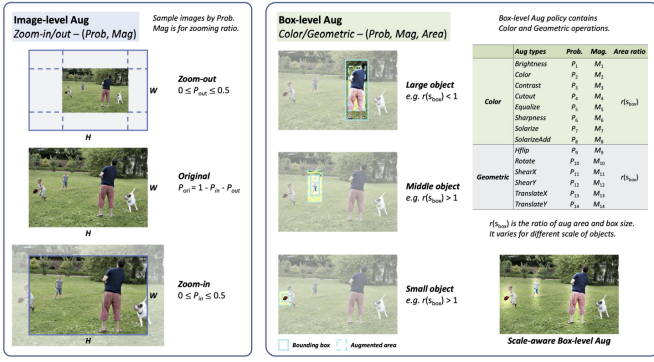 Image-level Aug
Zoom-in/out – (Prob, Mag)
Sample images by Prob.
Mag is for zooming ratio.
W
H
Zoom-out
0 ≤ Pout ≤ 0.5
Original
Pori = 1 - Pin - Pout
W
H
Zoom-in
0 ≤ Pin ≤ 0.5
Box-level Aug
Color/Geometric – (Prob, Mag, Area)
Large object
e.g. r(sbox) < 1
Middle object
e.g. r(sbox) > 1
Small object
e.g. r(sbox) > 1
Bounding box
Augmented area
Box-level Aug policy contains
Color and Geometric operations.
Aug types Prob. Mag. Area ratio
Color
Brightness P1 M1
Color P2 M2
Contrast P3 M3
Cutout P4 M4
Equalize P5 M5
Sharpness P6 M6
Solarize P7 M7
SolarizeAdd P8 M8
r(sbox)
Geometric
Hflip P9 M9
Rotate P10 M10
ShearX P11 M11
ShearY P12 M12
TranslateX P13 M13
TranslateY P14 M14
r(sbox)
r(sbox) is the ratio of aug area and box size.
It varies for different scale of objects.
Scale-aware Box-level Aug